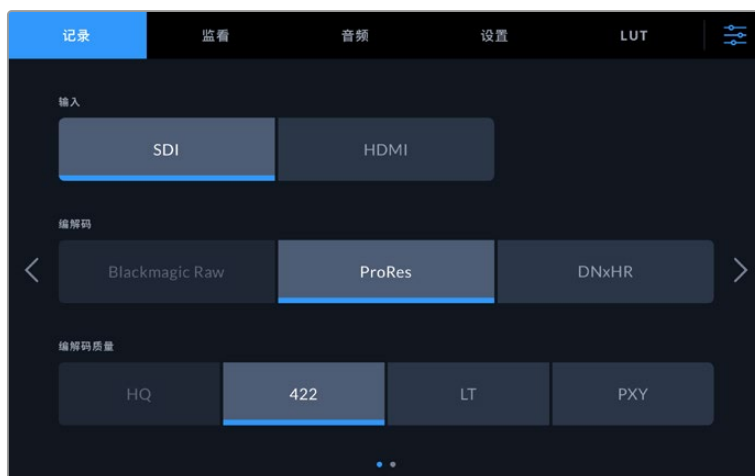 记录 监看 音频 设置 LUT
输入
SDI HDMI
编解码
Blackmagic Raw ProRes DNxHR
编解码质量
HQ 422 LT PXY